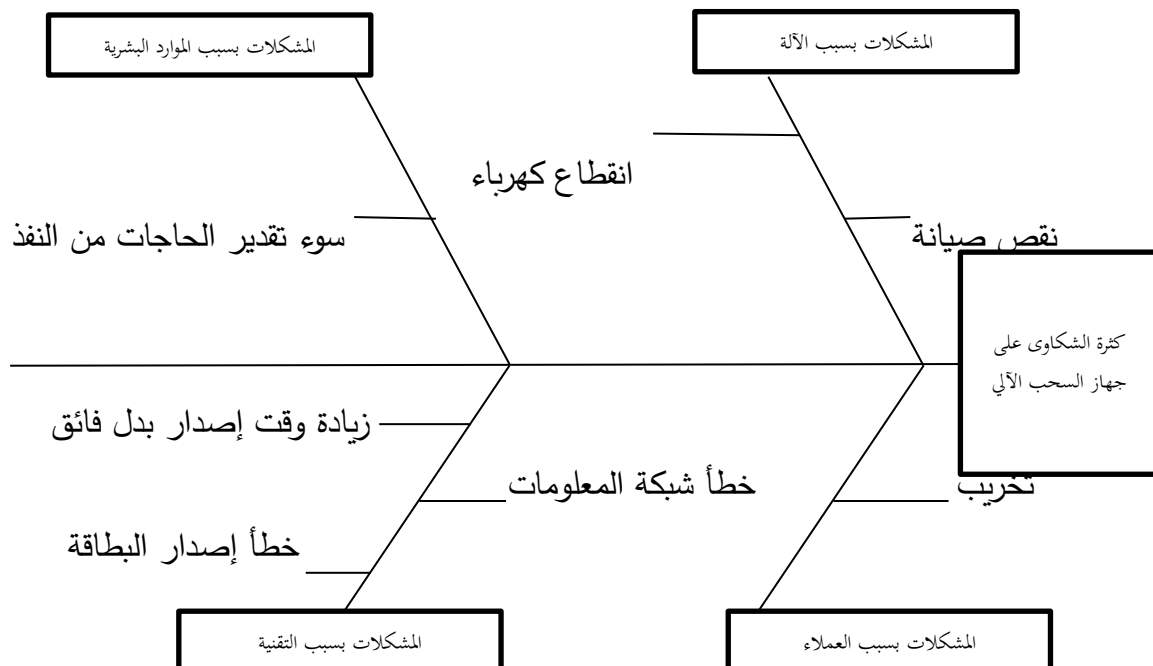 المشكلات بسبب الآلة
المشكلات بسبب الموارد البشرية
انقطاع كهرباء
نقص صيانة
سوء تقدير الحاجات من النفذ
كثرة الشكاوى على
جهاز السحب الآلي
زيادة وقت إصدار بدل فائق
خطأ شبكة المعلومات
تخريب
خطأ إصدار البطاقة
المشكلات بسبب العملاء
المشكلات بسبب التقنية